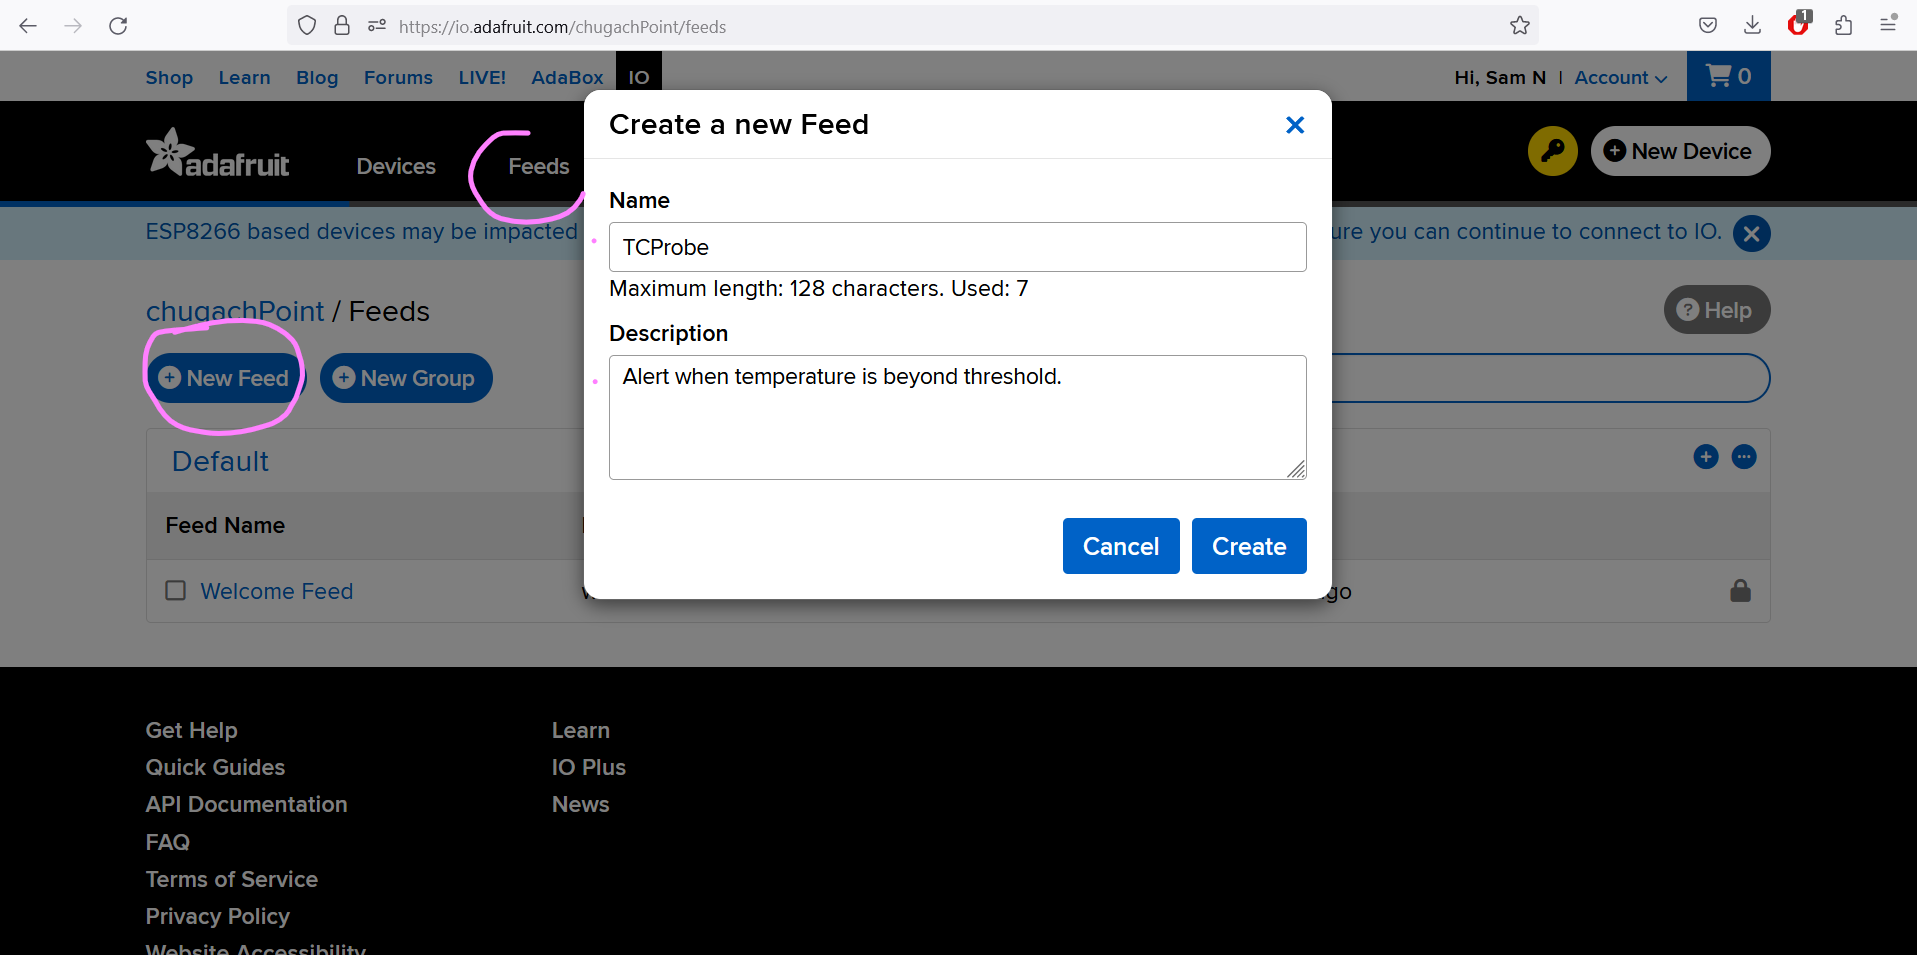 https://io.adafruit.com/chugachPoint/feeds
1
Shop Learn Blog Forums LIVE! AdaBox IO
Hi, Sam N | Account
0
adafruit
Devices
Feeds
New Device
Create a new Feed
ESP8266 based devices may be impacted
ure you can continue to connect to IO.
Name
TCProbe
Maximum length: 128 characters. Used: 7
Description
Alert when temperature is beyond threshold.
Cancel
Create
chugachPoint / Feeds
Help
New Feed
New Group
Default
Feed Name
Welcome Feed
go
Get Help
Quick Guides
API Documentation
FAQ
Terms of Service
Privacy Policy
Website Accessibility
Learn
IO Plus
News